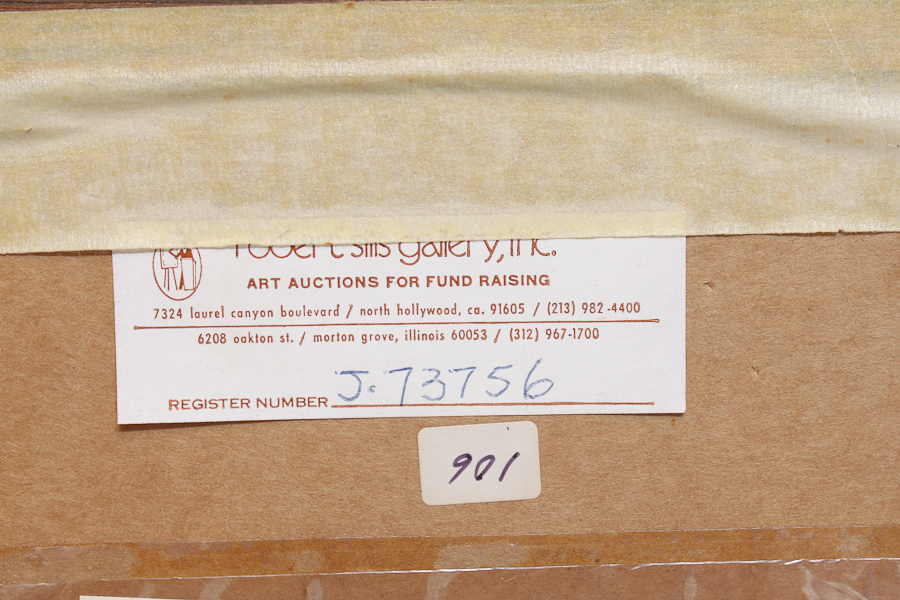 robert sills gallery, inc.
ART AUCTIONS FOR FUND RAISING
7324 laurel canyon boulevard / north hollywood, ca. 91605 / (213) 982-4400
6208 oakton st. / morton grove, illinois 60053 / (312) 967-1700
REGISTER NUMBER J.73756
901